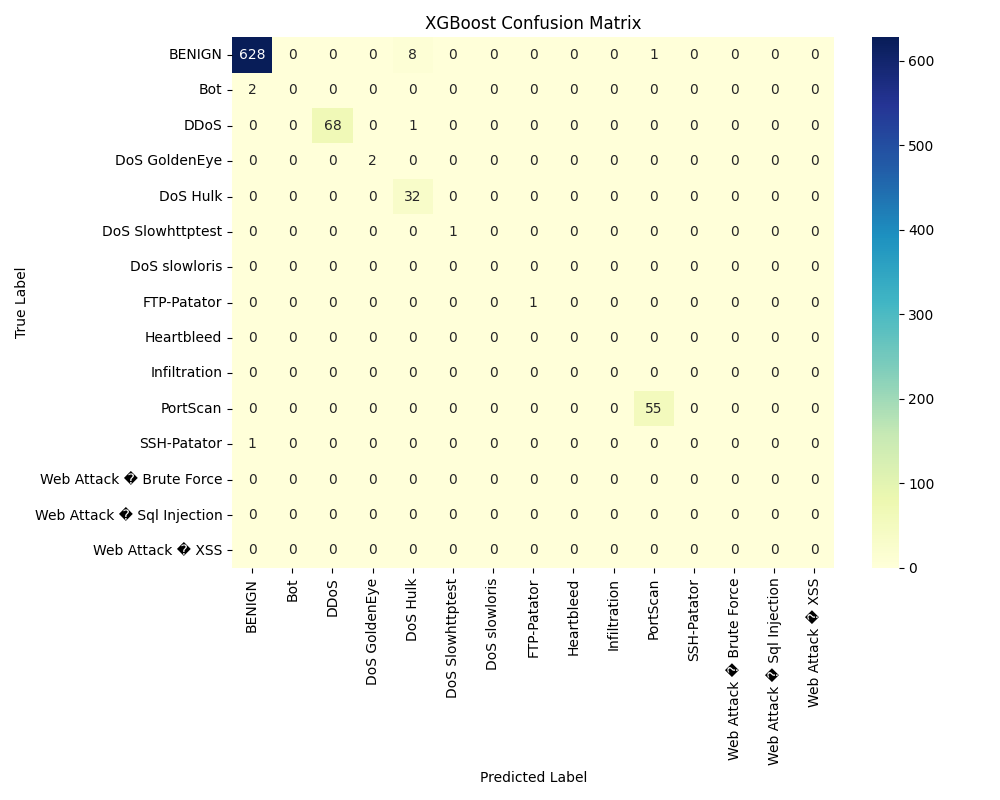 XGBoost Confusion Matrix
BENIGN 628 0 0 0 8 0 0 0 0 0 1 0 0 0 0
Bot 2 0 0 0 0 0 0 0 0 0 0 0 0 0 0
DDoS 0 0 68 0 1 0 0 0 0 0 0 0 0 0 0
DoS GoldenEye 0 0 0 2 0 0 0 0 0 0 0 0 0 0 0
DoS Hulk 0 0 0 0 32 0 0 0 0 0 0 0 0 0 0
DoS Slowhttptest 0 0 0 0 0 1 0 0 0 0 0 0 0 0 0
DoS slowloris 0 0 0 0 0 0 0 0 0 0 0 0 0 0 0
FTP-Patator 0 0 0 0 0 0 0 1 0 0 0 0 0 0 0
Heartbleed 0 0 0 0 0 0 0 0 0 0 0 0 0 0 0
Infiltration 0 0 0 0 0 0 0 0 0 0 0 0 0 0 0
PortScan 0 0 0 0 0 0 0 0 0 0 55 0 0 0 0
SSH-Patator 1 0 0 0 0 0 0 0 0 0 0 0 0 0 0
Web Attack � Brute Force 0 0 0 0 0 0 0 0 0 0 0 0 0 0 0
Web Attack � Sql Injection 0 0 0 0 0 0 0 0 0 0 0 0 0 0 0
Web Attack � XSS 0 0 0 0 0 0 0 0 0 0 0 0 0 0 0
True Label
BENIGN
Bot
DDoS
DoS GoldenEye
DoS Hulk
DoS Slowhttptest
DoS slowloris
FTP-Patator
Heartbleed
Infiltration
PortScan
SSH-Patator
Web Attack � Brute Force
Web Attack � Sql Injection
Web Attack � XSS
Predicted Label
600
500
400
300
200
100
0